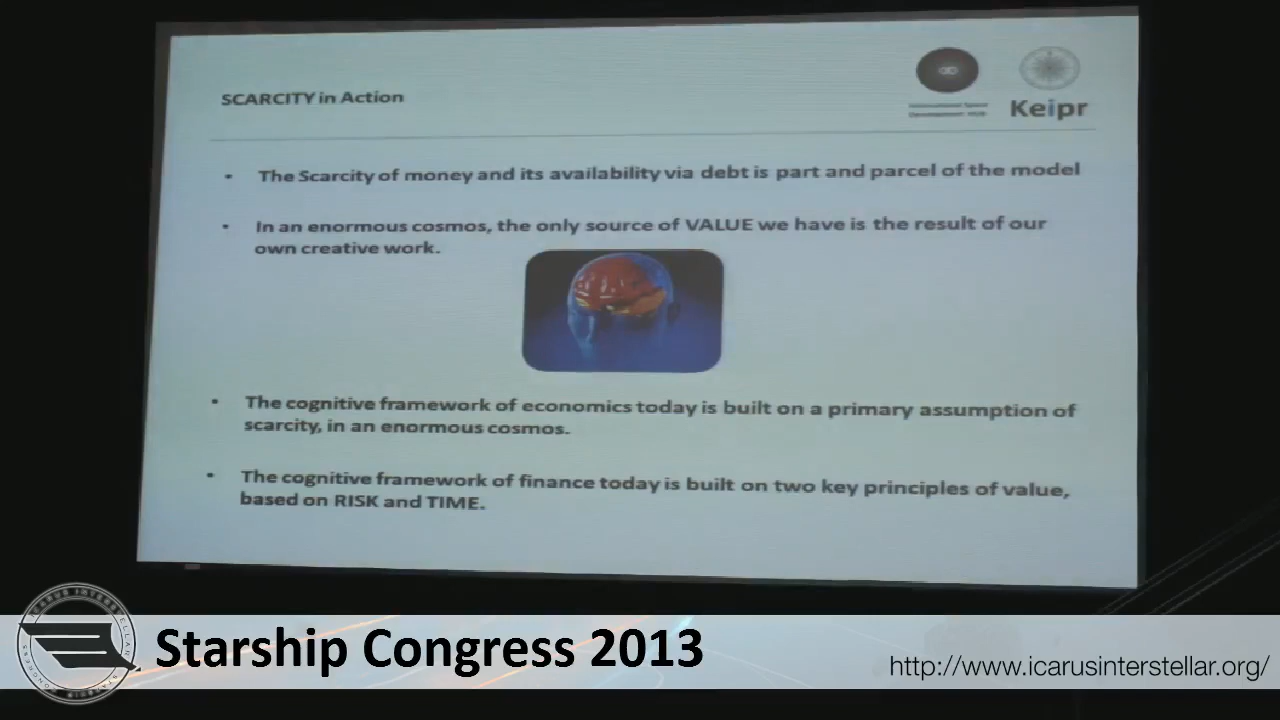 SCARCITY in Action
Keipr
• The Scarcity of money and its availability via debt is part and parcel of the model
• In an enormous cosmos, the only source of VALUE we have is the result of our
own creative work.
• The cognitive framework of economics today is built on a primary assumption of
scarcity, in an enormous cosmos.
• The cognitive framework of finance today is built on two key principles of value,
based on RISK and TIME.
ICARUS INTERSTELLAR
STARSHIP CONGRESS
Starship Congress 2013
http://www.icarusinterstellar.org/